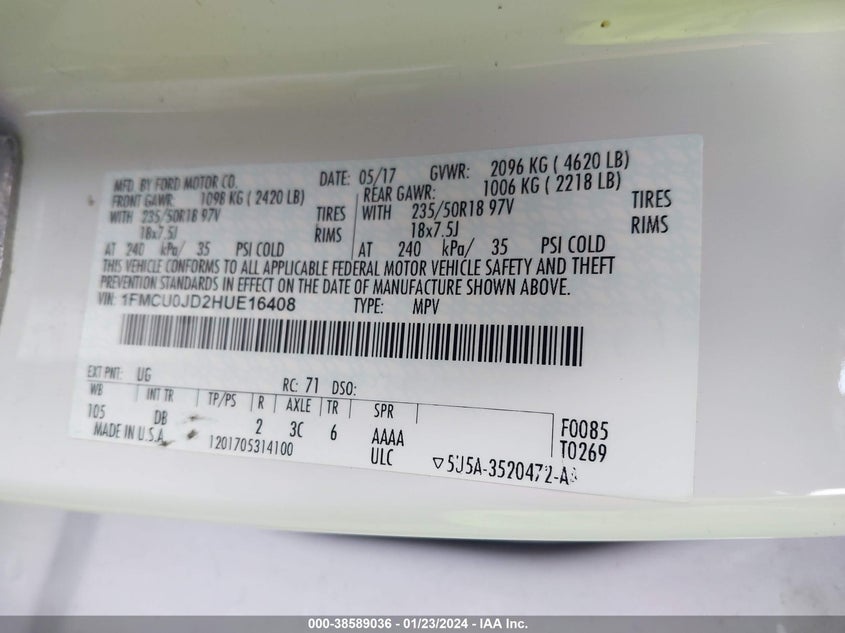 MFD. BY FORD MOTOR CO. DATE: 05/17 GVWR: 2096 KG ( 4620 LB)
FRONT GAWR: 1098 KG ( 2420 LB) REAR GAWR: 1006 KG ( 2218 LB)
WITH 235/50R18 97V TIRES WITH 235/50R18 97V TIRES
18x7.5J RIMS 18x7.5J RIMS
AT 240 kPa/ 35 PSI COLD AT 240 kPa/ 35 PSI COLD
THIS VEHICLE CONFORMS TO ALL APPLICABLE FEDERAL MOTOR VEHICLE SAFETY AND THEFT
PREVENTION STANDARDS IN EFFECT ON THE DATE OF MANUFACTURE SHOWN ABOVE.
VIN: 1FMCU0JD2HUE16408 TYPE: MPV
EXT PNT: UG RC: 71 DSO:
WB INT TR TP/PS R AXLE TR SPR
105 DB 2 3C 6 AAAA F0085
MADE IN U.S.A. 1201705314100 ULC T0269
▽5U5A-3520472-AA
000-38589036 - 01/23/2024 - IAA Inc.